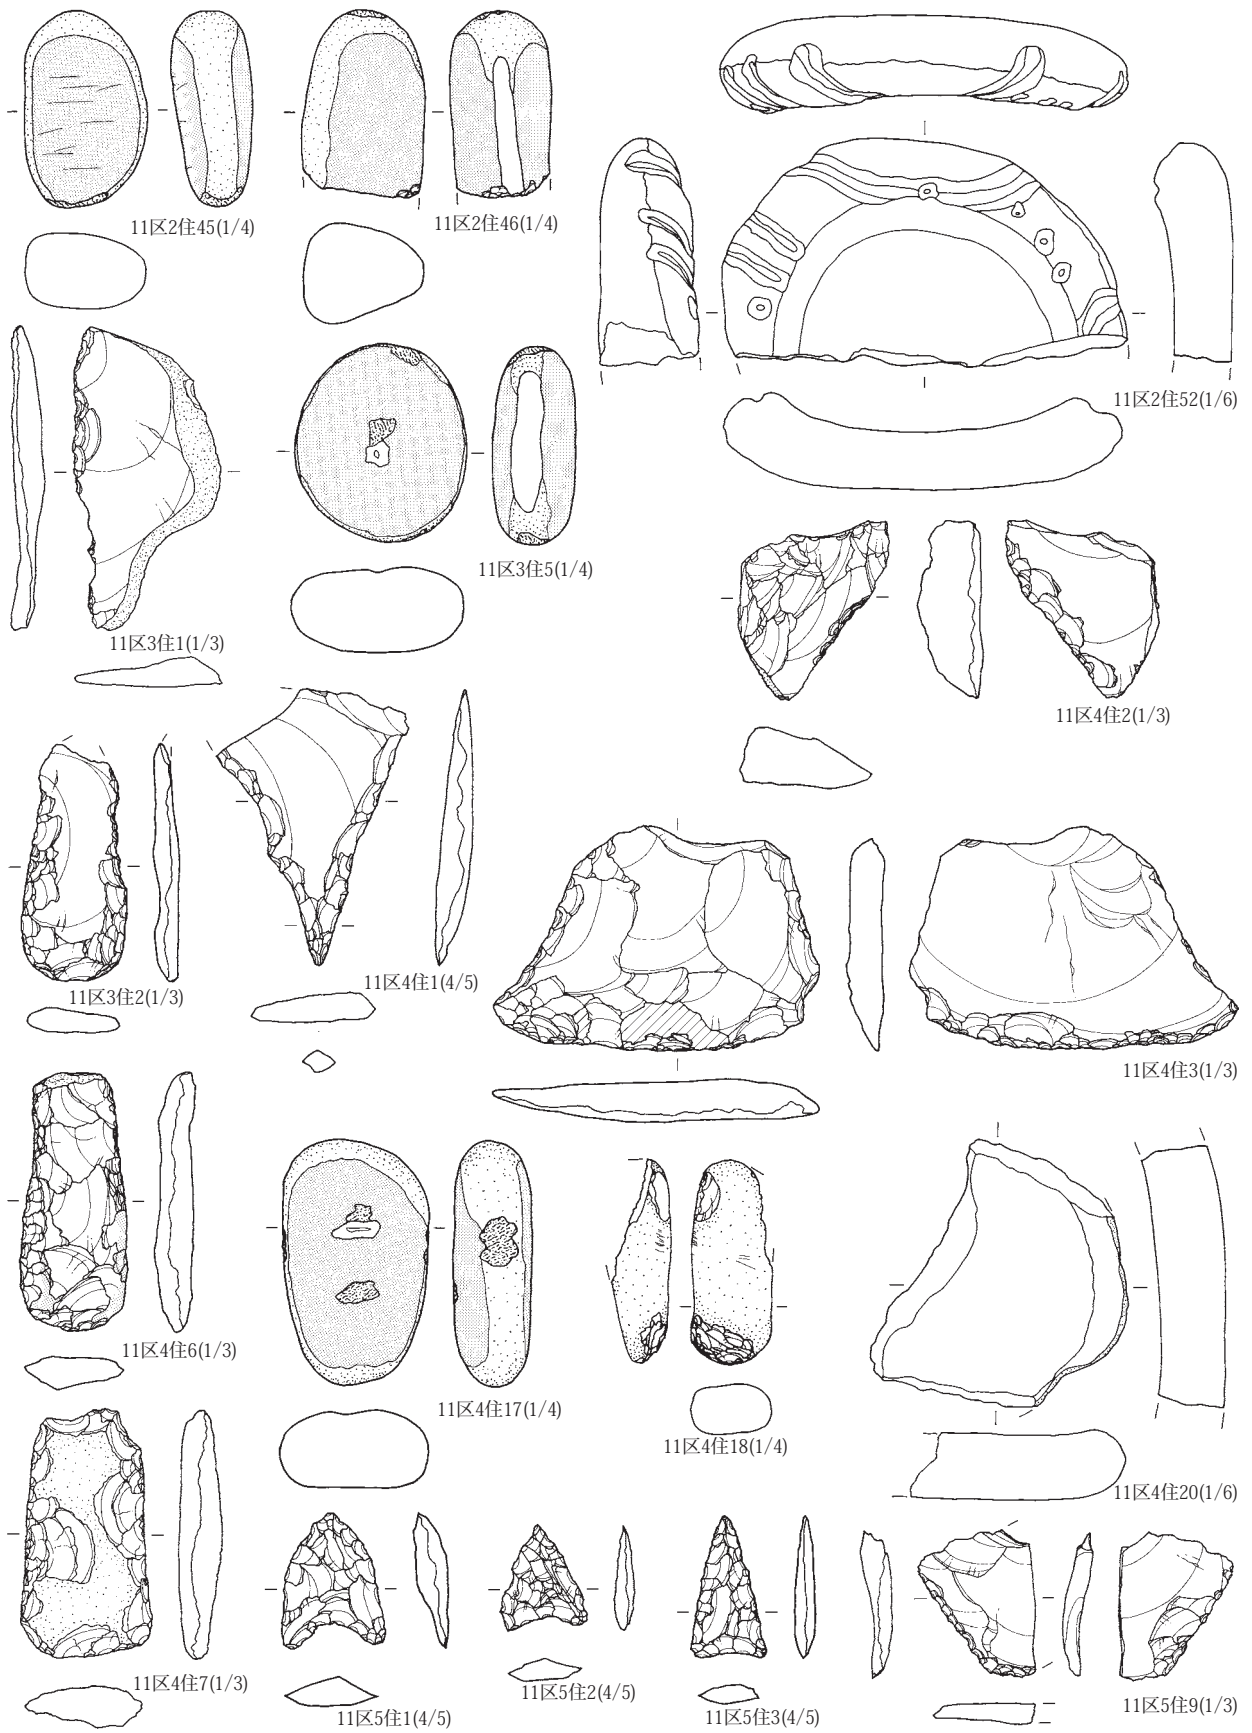 11区2住45(1/4)
11区2住46(1/4)
11区2住52(1/6)
11区3住5(1/4)
11区3住1(1/3)
11区4住2(1/3)
11区3住2(1/3)
11区4住1(4/5)
11区4住3(1/3)
11区4住6(1/3)
11区4住17(1/4)
11区4住18(1/4)
11区4住20(1/6)
11区4住7(1/3)
11区5住1(4/5)
11区5住2(4/5)
11区5住3(4/5)
11区5住9(1/3)